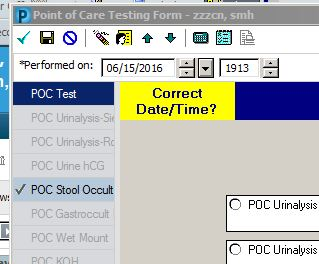 Point of Care Testing Form - zzzcn, smh
*Performed on: 06/15/2016 1913
POC Test
Correct
Date/Time?
POC Urinalysis-Sie
POC Urinalysis-Ro
POC Urine hCG
POC Stool Occult
POC Gastroccult
POC Urinalysis
POC Wet Mount
POC KOH
POC Urinalysis